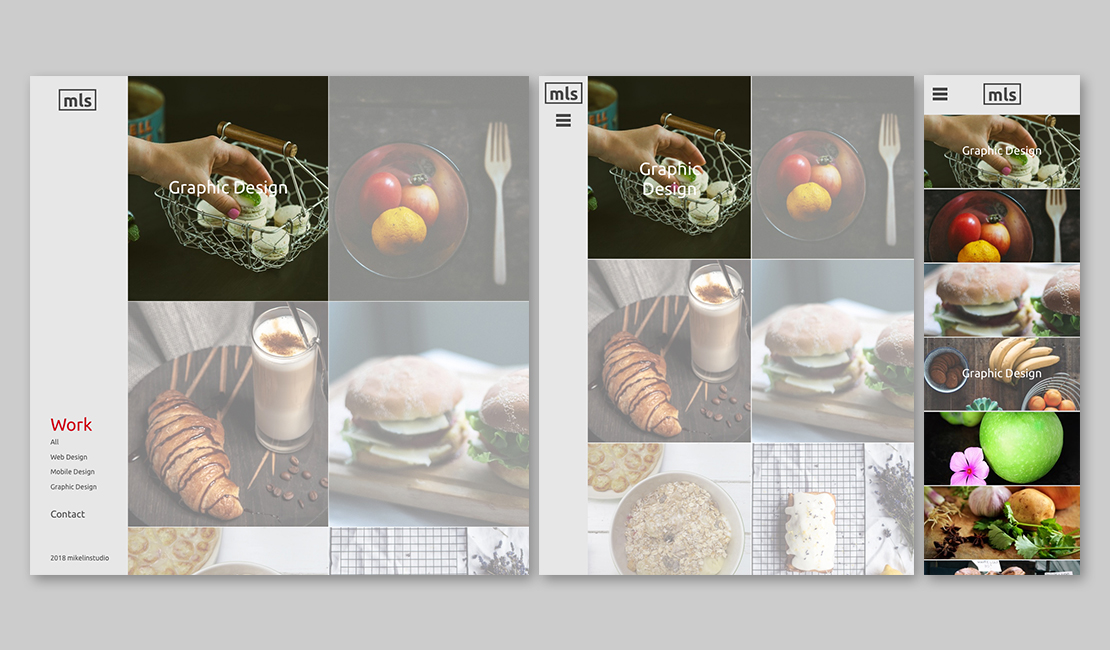 mls
Graphic Design
Work
All
Web Design
Mobile Design
Graphic Design
Contact
2018 mikelinstudio
mls
Graphic
Design
mls
Graphic Design
Graphic Design